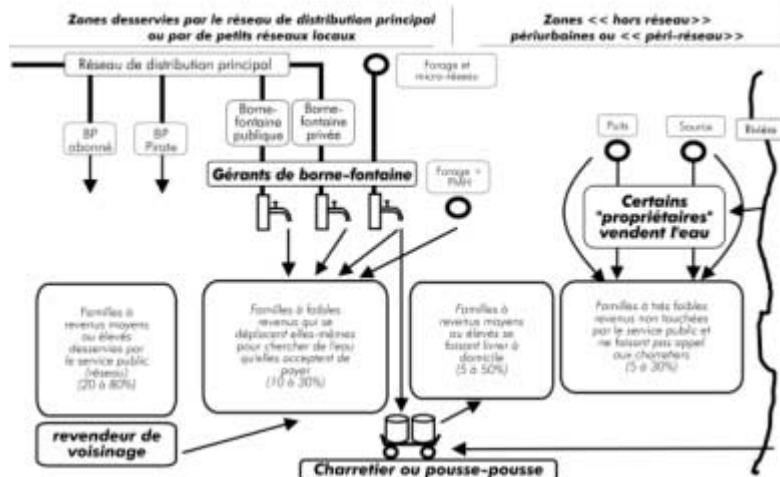 Zones desservies par le réseau de distribution principal
ou par de petits réseaux locaux
Zones << hors réseau>>
périurbaines ou << péri-réseau>>
Réseau de distribution principal
Forage et
micro-réseau
BP
abonné
BP
Pirate
Borne-
fontaine
publique
Borne-
fontaine
privée
Puits
Source
Rivière
Gérants de borne-fontaine
Forage +
PMH
Certains
"propriétaires"
vendent l'eau
Familles à
revenus moyens
ou élevés
desservies par
le service public
(réseau)
(20 à 80%)
Familles à faibles
revenus qui se
déplacent elles-mêmes
pour chercher de l'eau
qu'elles acceptent de
payer
(10 à 30%)
Familles à
revenus moyens
ou élevés se
faisant livrer à
domicile
(5 à 50%)
Familles à trés faibles
revenus non touchées
par le service public et
ne faisant pas appel
aux charretiers
(5 à 30%)
revendeur de
voisinage
Charretier ou pousse-pousse